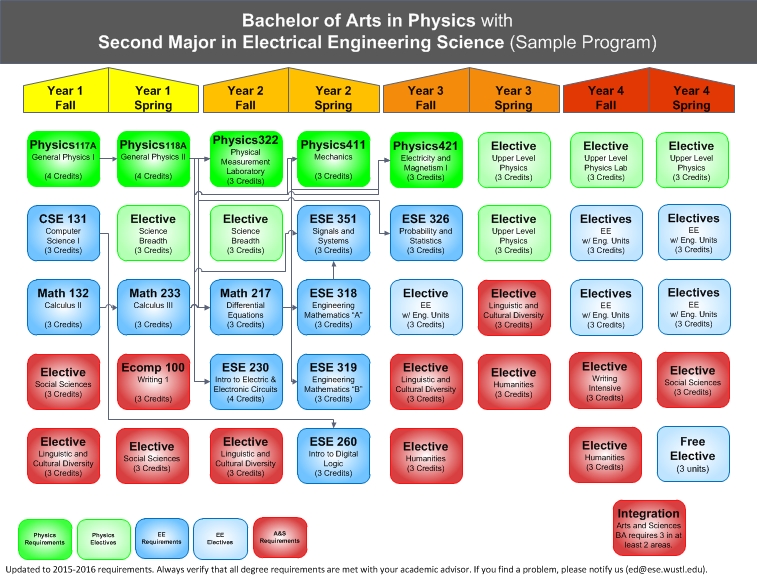 Bachelor of Arts in Physics with
Second Major in Electrical Engineering Science (Sample Program)
Year 1
Fall
Year 1
Spring
Year 2
Fall
Year 2
Spring
Year 3
Fall
Year 3
Spring
Year 4
Fall
Year 4
Spring
Physics117A
General Physics I
(4 Credits)
Physics118A
General Physics II
(4 Credits)
Physics322
Physical
Measurement
Laboratory
(3 Credits)
Physics411
Mechanics
(3 Credits)
Physics421
Electricity and
Magnetism I
(3 Credits)
Elective
Upper Level
Physics
(3 Credits)
Elective
Upper Level
Physics Lab
(3 Credits)
Elective
Upper Level
Physics
(3 Credits)
CSE 131
Computer
Science I
(3 Credits)
Elective
Science
Breadth
(3 Credits)
Elective
Science
Breadth
(3 Credits)
ESE 351
Signals and
Systems
(3 Credits)
ESE 326
Probability and
Statistics
(3 Credits)
Elective
Upper Level
Physics
(3 Credits)
Electives
EE
w/ Eng. Units
(3 Credits)
Electives
EE
w/ Eng. Units
(3 Credits)
Math 132
Calculus II
(3 Credits)
Math 233
Calculus III
(3 Credits)
Math 217
Differential
Equations
(3 Credits)
ESE 318
Engineering
Mathematics "A"
(3 Credits)
Elective
EE
w/ Eng. Units
(3 Credits)
Elective
Linguistic and
Cultural Diversity
(3 Credits)
Electives
EE
w/ Eng. Units
(3 Credits)
Electives
EE
w/ Eng. Units
(3 Credits)
Elective
Social Sciences
(3 Credits)
Ecomp 100
Writing 1
(3 Credits)
ESE 230
Intro to Electric &
Electronic Circuits
(4 Credits)
ESE 319
Engineering
Mathematics "B"
(3 Credits)
Elective
Linguistic and
Cultural Diversity
(3 Credits)
Elective
Humanities
(3 Credits)
Elective
Writing
Intensive
(3 Credits)
Elective
Social Sciences
(3 Credits)
Elective
Linguistic and
Cultural Diversity
(3 Credits)
Elective
Social Sciences
(3 Credits)
Elective
Linguistic and
Cultural Diversity
(3 Credits)
ESE 260
Intro to Digital
Logic
(3 Credits)
Elective
Humanities
(3 Credits)
Elective
Humanities
(3 Credits)
Free
Elective
(3 units)
Integration
Arts and Sciences
BA requires 3 in at
least 2 areas.
Physics
Requirements
Physics
Electives
EE
Requirements
EE
Electives
A&S
Requirements
Updated to 2015-2016 requirements. Always verify that all degree requirements are met with your academic advisor. If you find a problem, please notify us (ed@ese.wustl.edu).